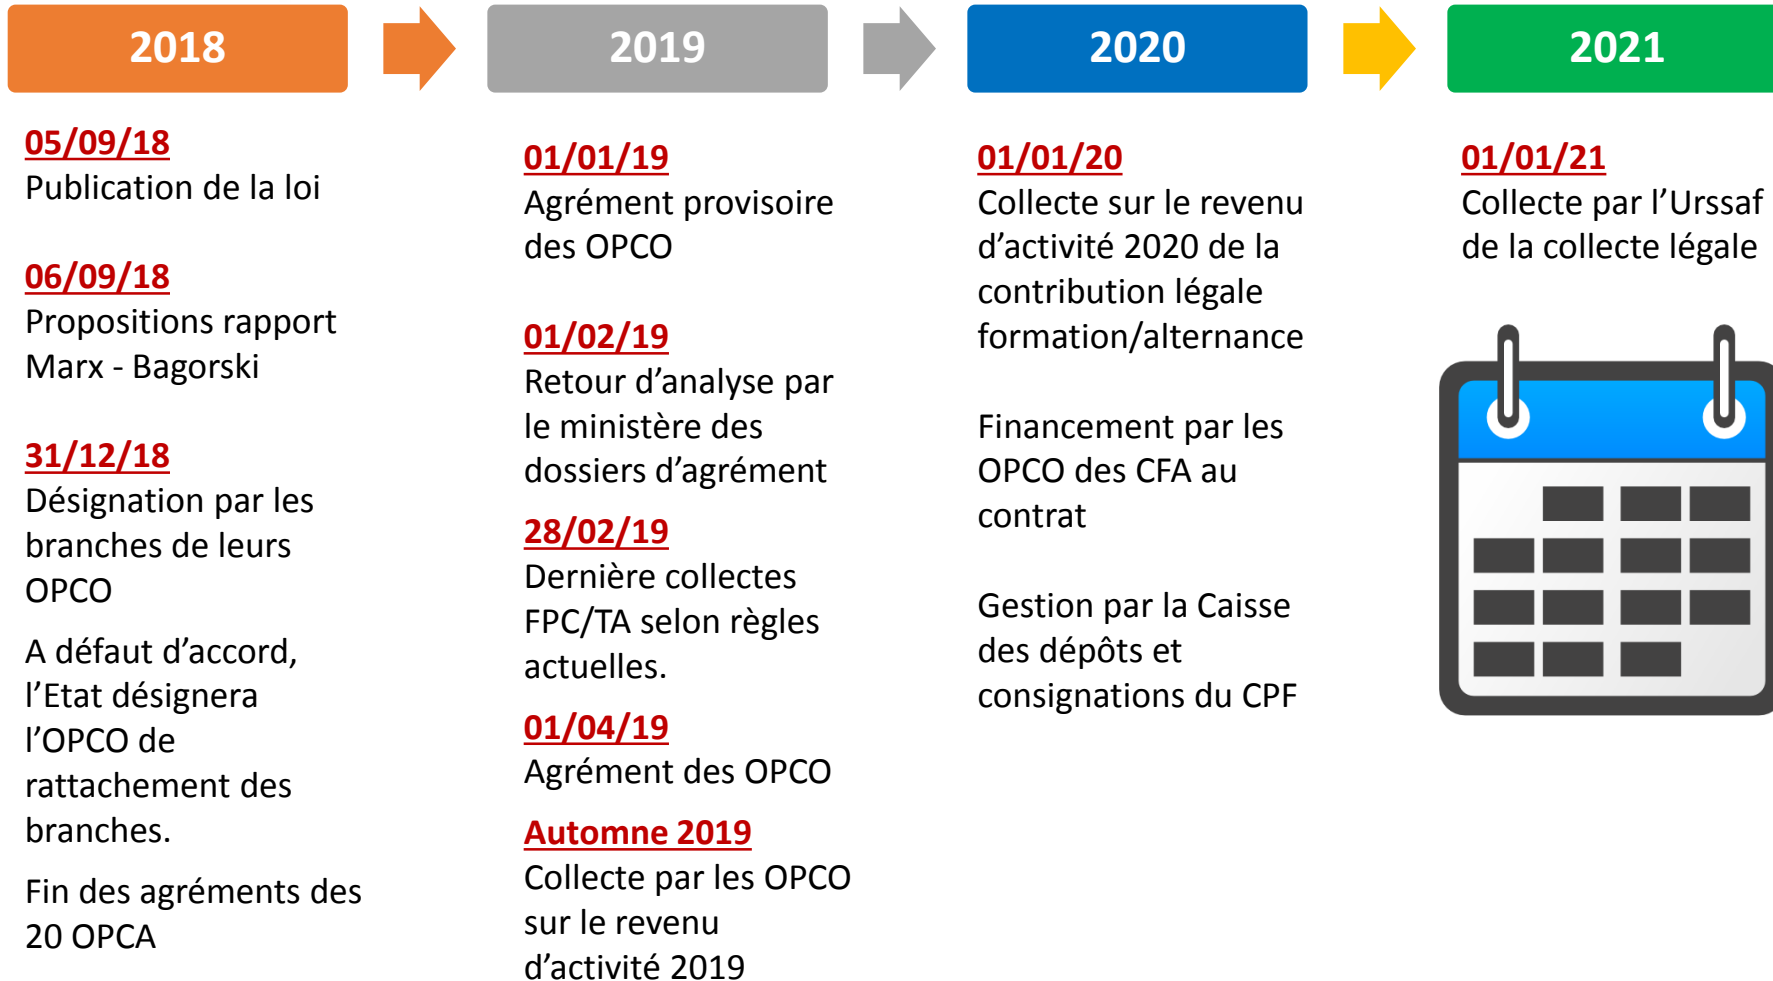 2018
05/09/18
Publication de la loi
06/09/18
Propositions rapport
Marx - Bagorski
31/12/18
Désignation par les
branches de leurs
OPCO
A défaut d’accord,
l’Etat désignera
l’OPCO de
rattachement des
branches.
Fin des agréments des
20 OPCA
2019
01/01/19
Agrément provisoire
des OPCO
01/02/19
Retour d’analyse par
le ministère des
dossiers d’agrément
28/02/19
Dernière collectes
FPC/TA selon règles
actuelles.
01/04/19
Agrément des OPCO
Automne 2019
Collecte par les OPCO
sur le revenu
d’activité 2019
2020
01/01/20
Collecte sur le revenu
d’activité 2020 de la
contribution légale
formation/alternance
Financement par les
OPCO des CFA au
contrat
Gestion par la Caisse
des dépôts et
consignations du CPF
2021
01/01/21
Collecte par l’Urssaf
de la collecte légale